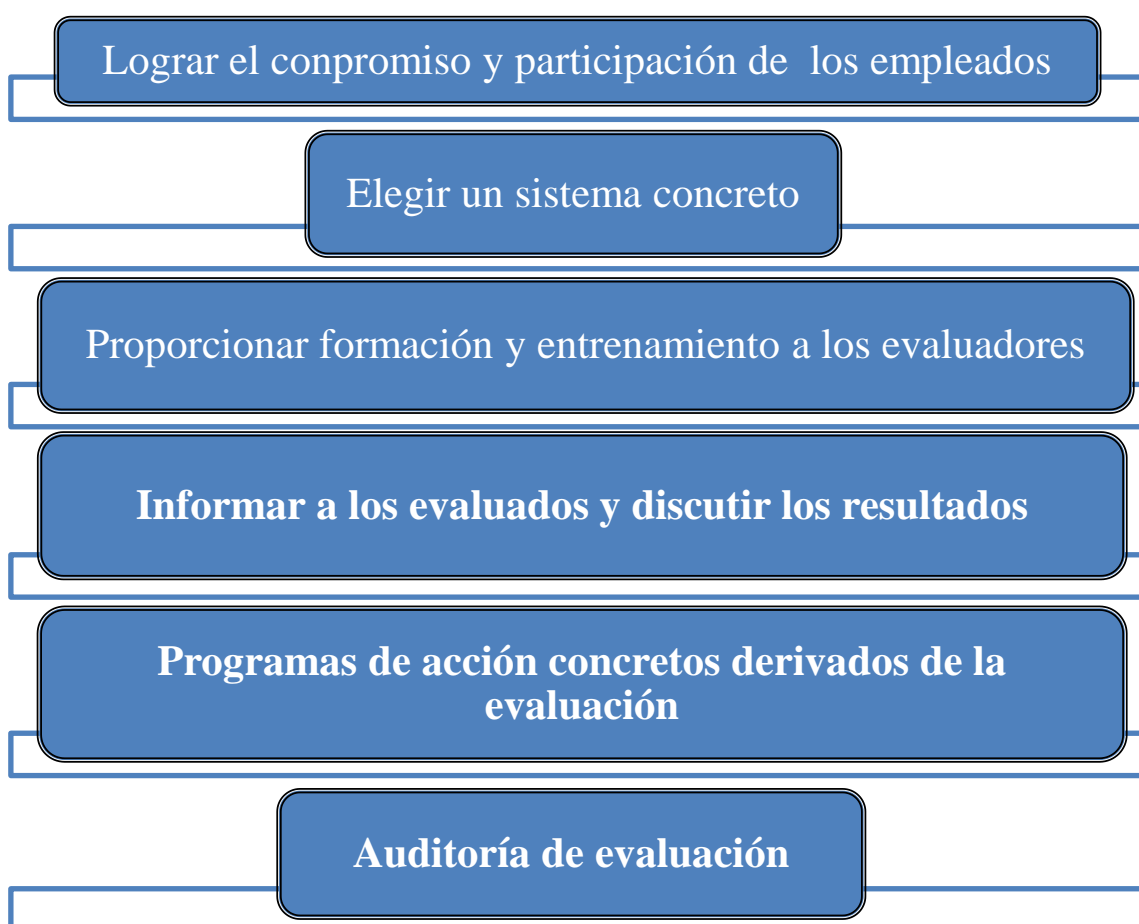 Lograr el conpromiso y participación de los empleados
Elegir un sistema concreto
Proporcionar formación y entrenamiento a los evaluadores
Informar a los evaluados y discutir los resultados
Programas de acción concretos derivados de la
evaluación
Auditoría de evaluación